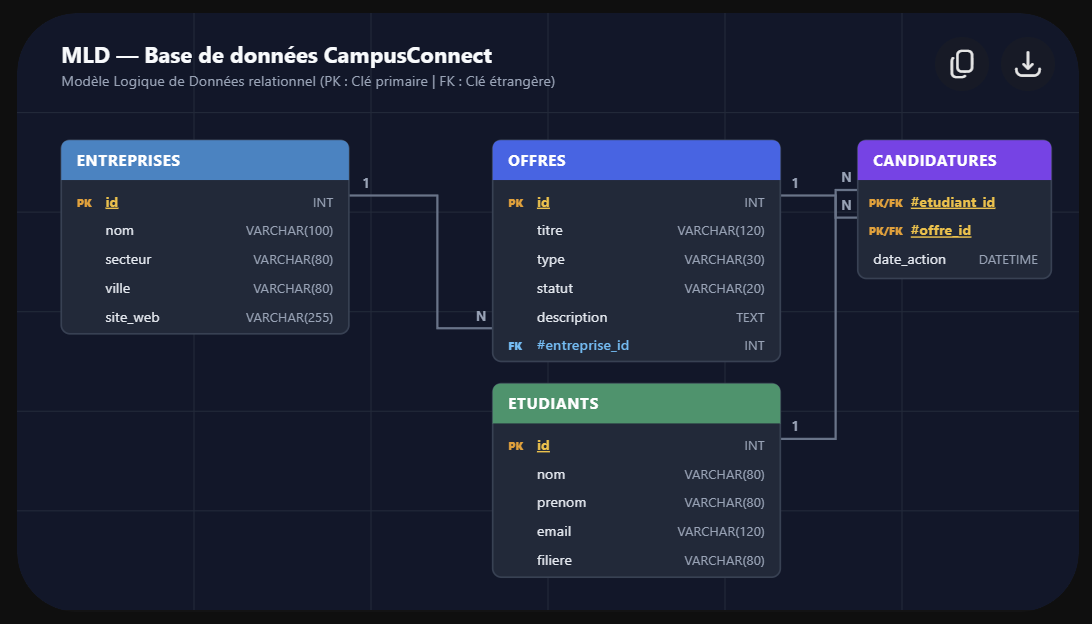 MLD — Base de données CampusConnect
Modèle Logique de Données relationnel (PK : Clé primaire | FK : Clé étrangère)
ENTREPRISES
PK id INT
nom VARCHAR(100)
secteur VARCHAR(80)
ville VARCHAR(80)
site_web VARCHAR(255)
1
N
OFFRES
PK id INT
titre VARCHAR(120)
type VARCHAR(30)
statut VARCHAR(20)
description TEXT
FK #entreprise_id INT
1
N
N
CANDIDATURES
PK/FK #etudiant_id
PK/FK #offre_id
date_action DATETIME
ETUDIANTS
PK id INT
nom VARCHAR(80)
prenom VARCHAR(80)
email VARCHAR(120)
filiere VARCHAR(80)
1